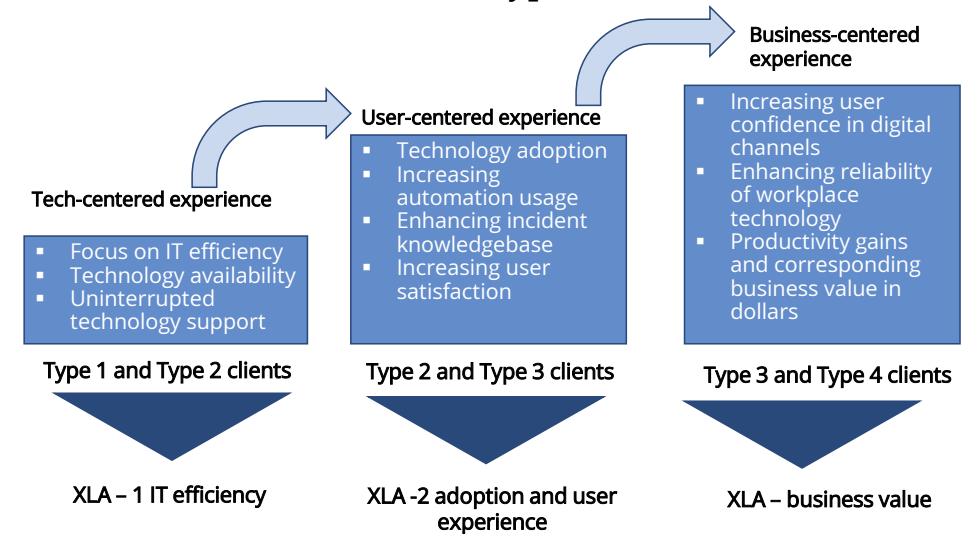 Tech-centered experience
▪ Focus on IT efficiency
▪ Technology availability
▪ Uninterrupted
technology support
Type 1 and Type 2 clients
XLA – 1 IT efficiency
User-centered experience
▪ Technology adoption
▪ Increasing
automation usage
▪ Enhancing incident
knowledgebase
▪ Increasing user
satisfaction
Type 2 and Type 3 clients
XLA -2 adoption and user
experience
Business-centered
experience
▪ Increasing user
confidence in digital
channels
▪ Enhancing reliability
of workplace
technology
▪ Productivity gains
and corresponding
business value in
dollars
Type 3 and Type 4 clients
XLA – business value